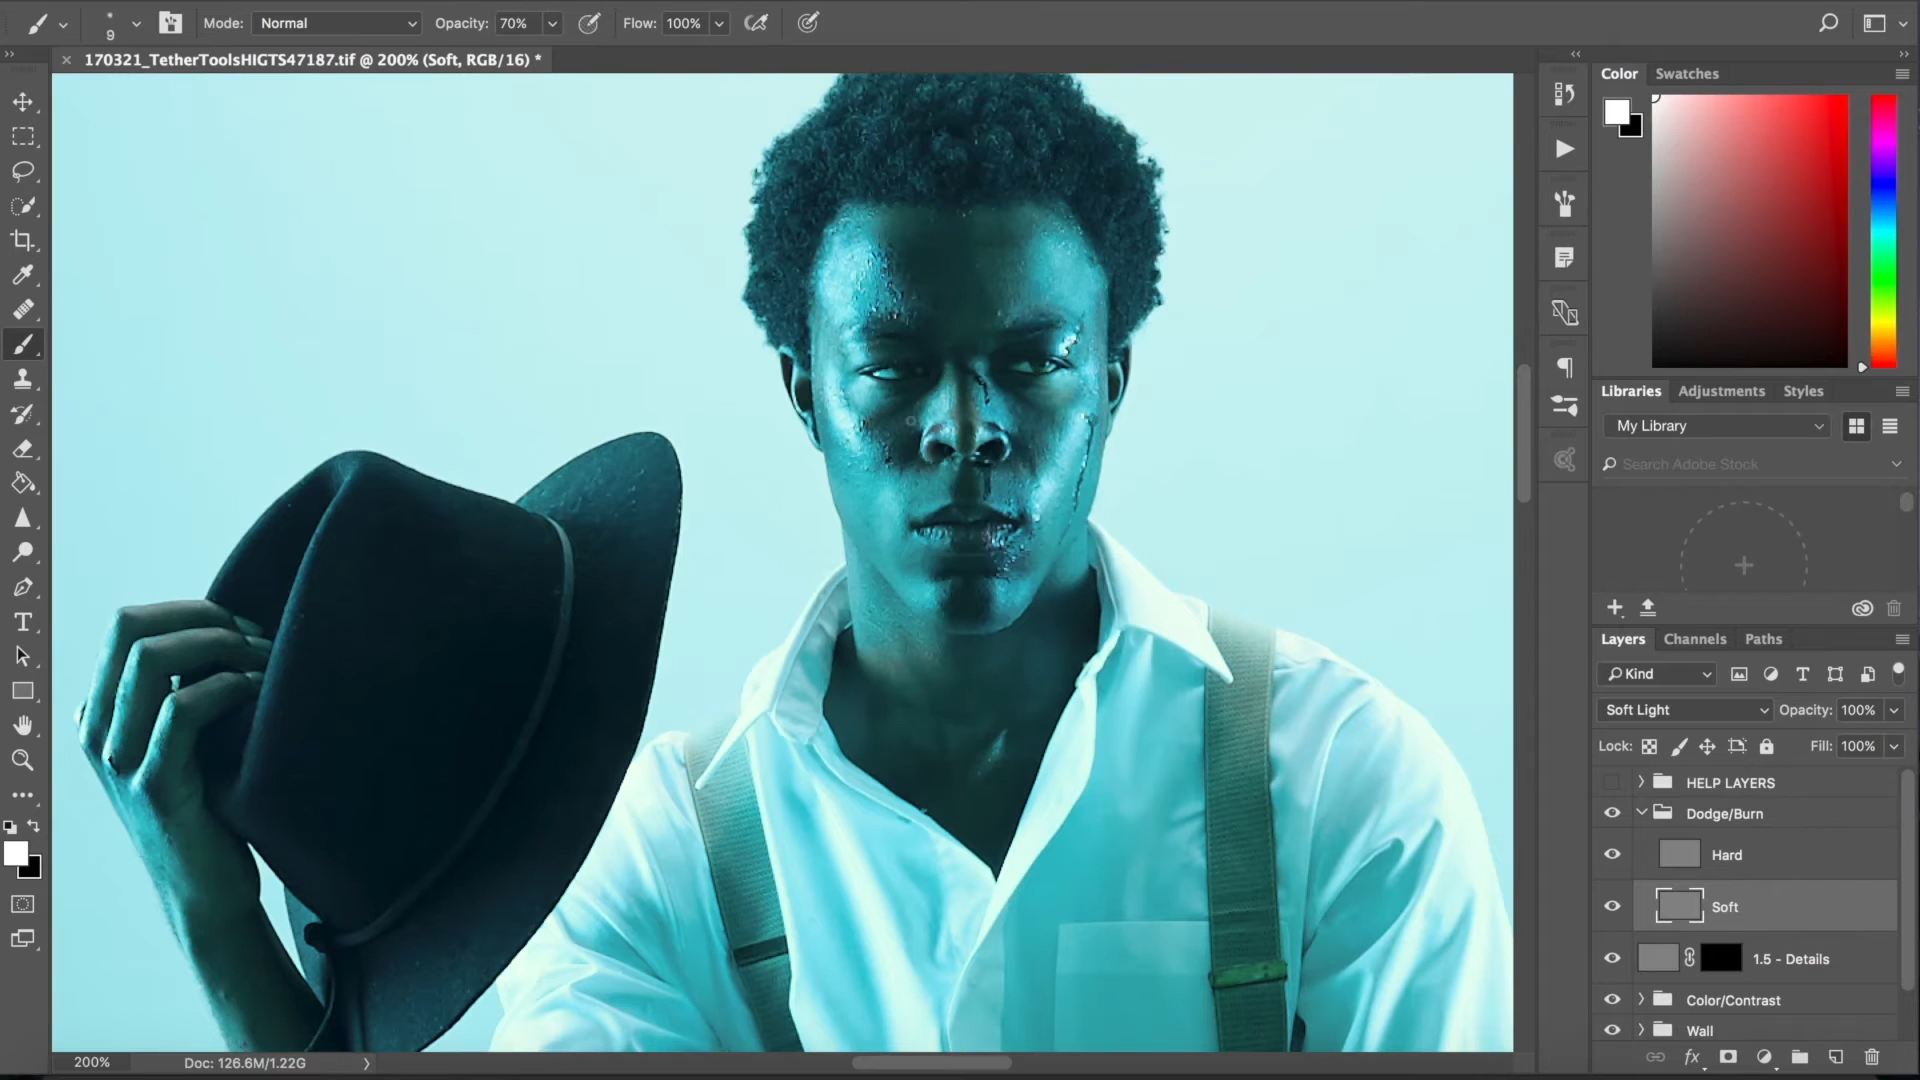 9
Mode: Normal
Opacity: 70%
Flow: 100%
170321_TetherToolsHIGTS47187.tif @ 200% (Soft, RGB/16) *
Color
Swatches
Libraries
Adjustments
Styles
My Library
Search Adobe Stock
Layers
Channels
Paths
Kind
Soft Light
Opacity: 100%
Lock:
Fill: 100%
HELP LAYERS
Dodge/Burn
Hard
Soft
1.5 - Details
Color/Contrast
Wall
fx
200%
Doc: 126.6M/1.22G